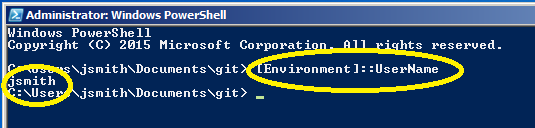 Administrator: Windows PowerShell
Windows PowerShell
Copyright (C) 2015 Microsoft Corporation. All rights reserved.
C:\Users\jsmith\Documents\git> [Environment]::UserName
jsmith
C:\Users\jsmith\Documents\git>